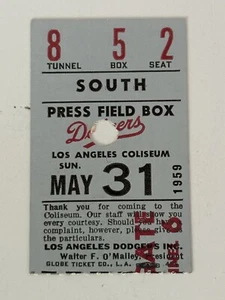 8 5 2
TUNNEL BOX SEAT
SOUTH
PRESS FIELD BOX
Dodgers
LOS ANGELES COLISEUM
SUN.
MAY 31 1959
Thank you for coming to the
Coliseum. Our staff will show you
every courtesy. Should you have
complaint, however, please give
the particulars.
LOS ANGELES DODGERS INC.
Walter F. O'Malley, President
GLOBE TICKET CO., L.A.
GATE